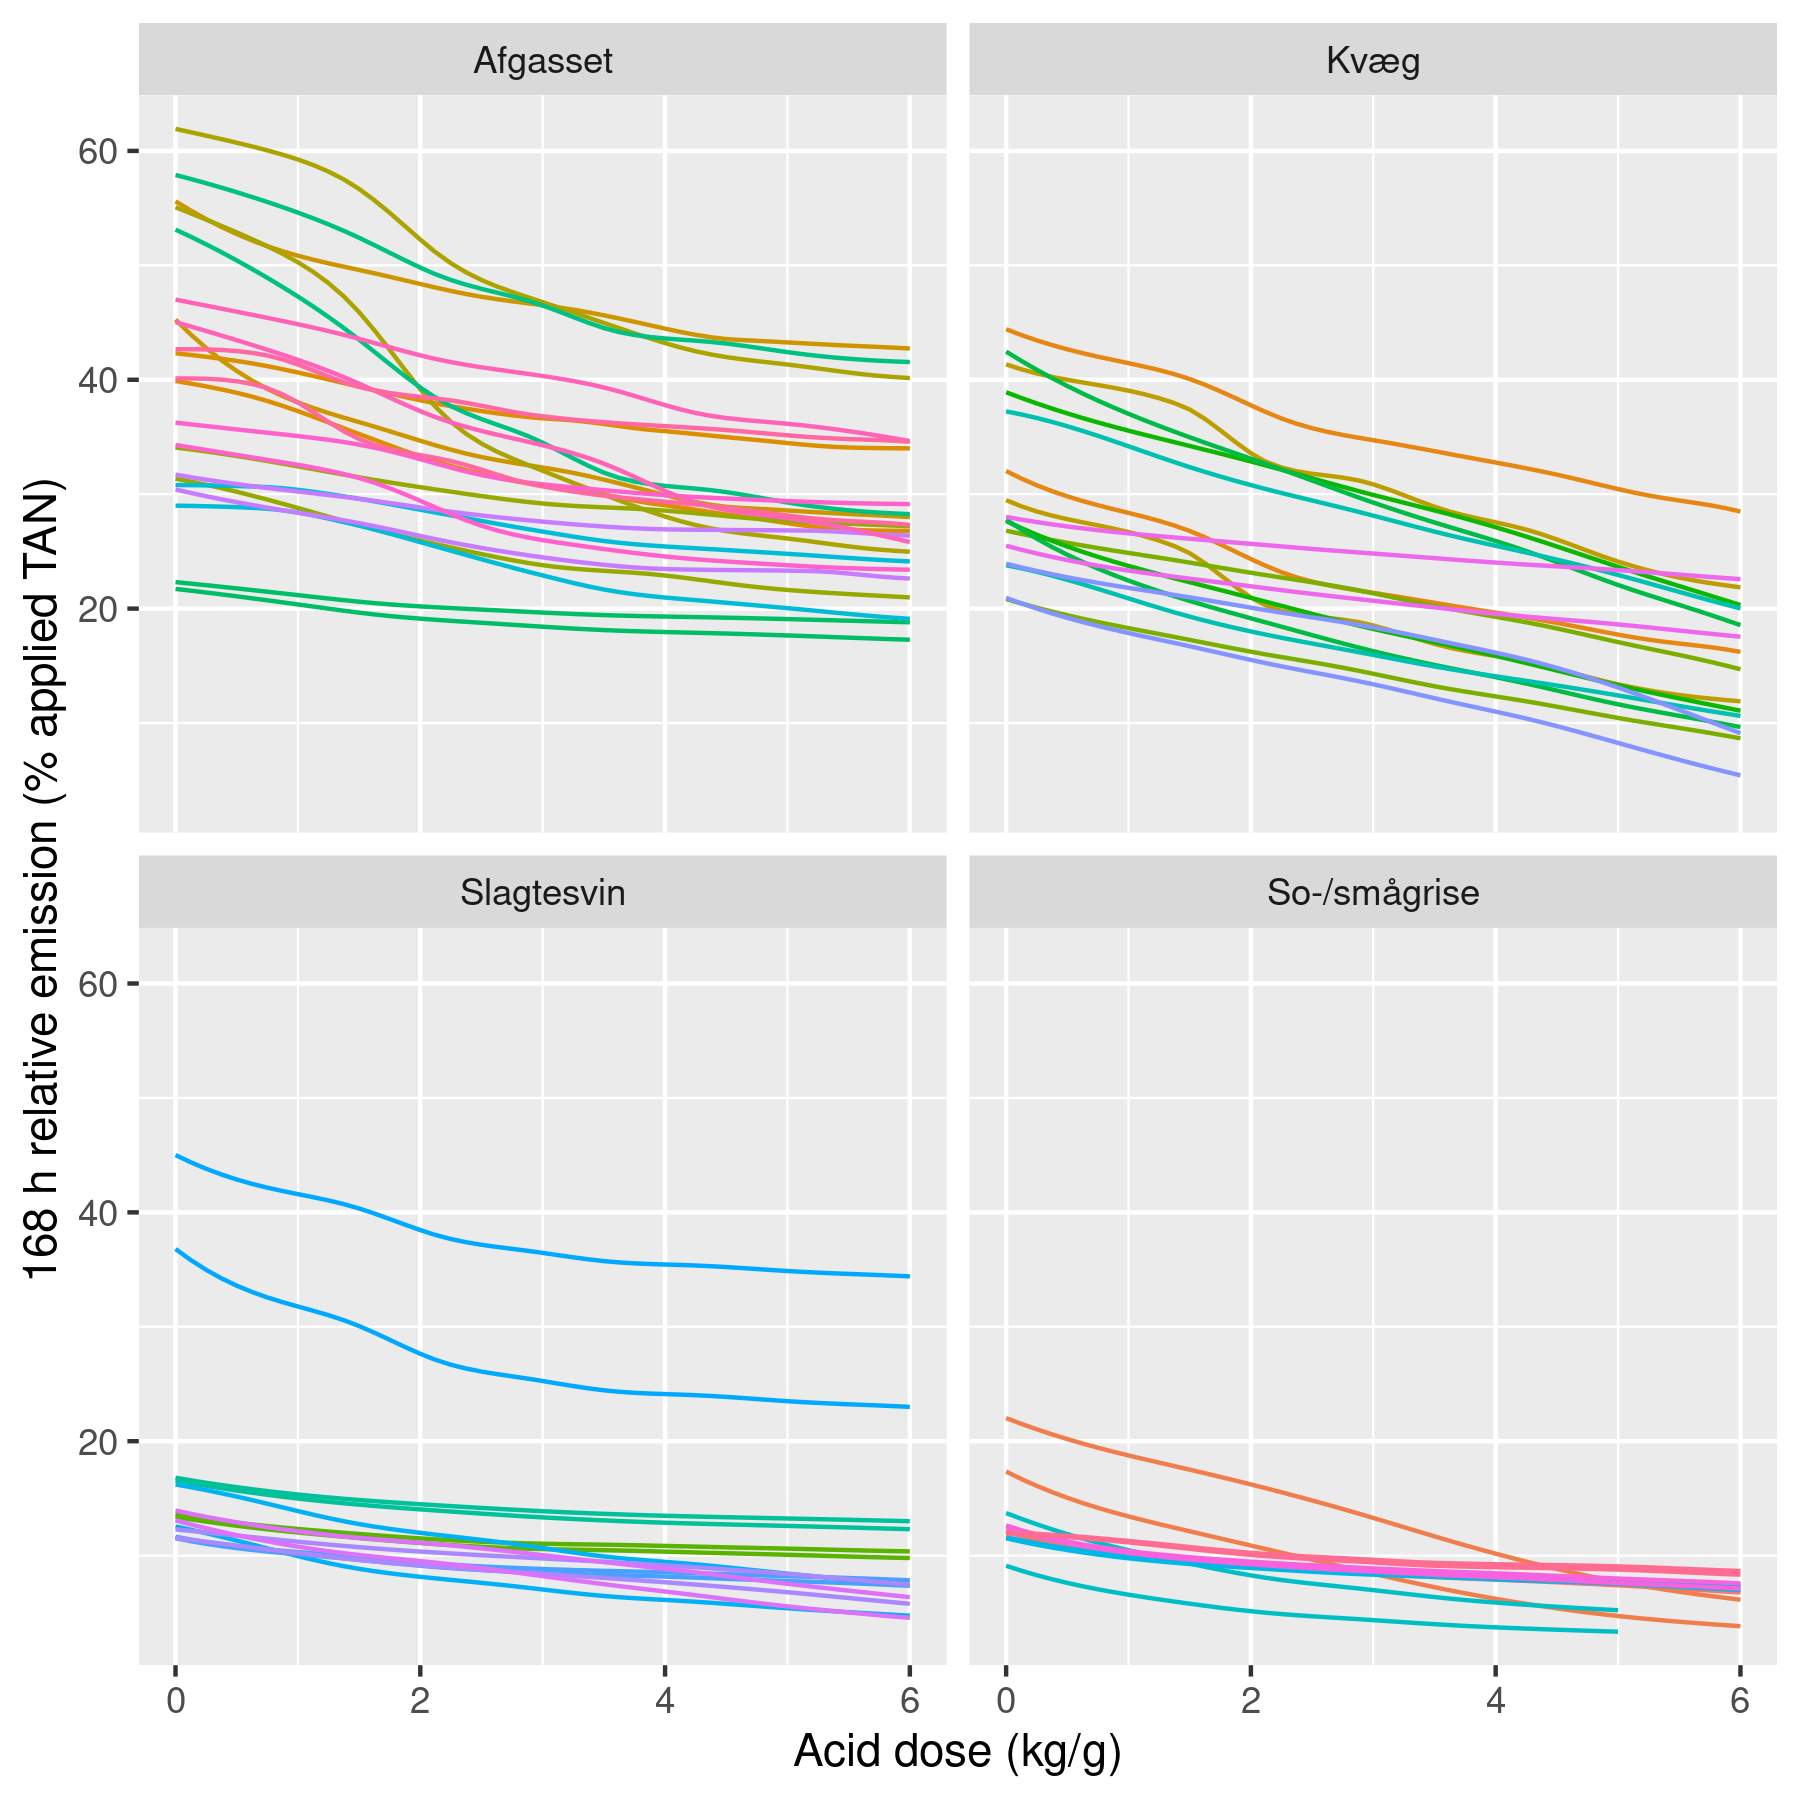 Afgasset
Kvæg
60
40
20
Slagtesvin
So-/smågrise
60
40
20
0 2 4 6
0 2 4 6
Acid dose (kg/g)
168 h relative emission (% applied TAN)